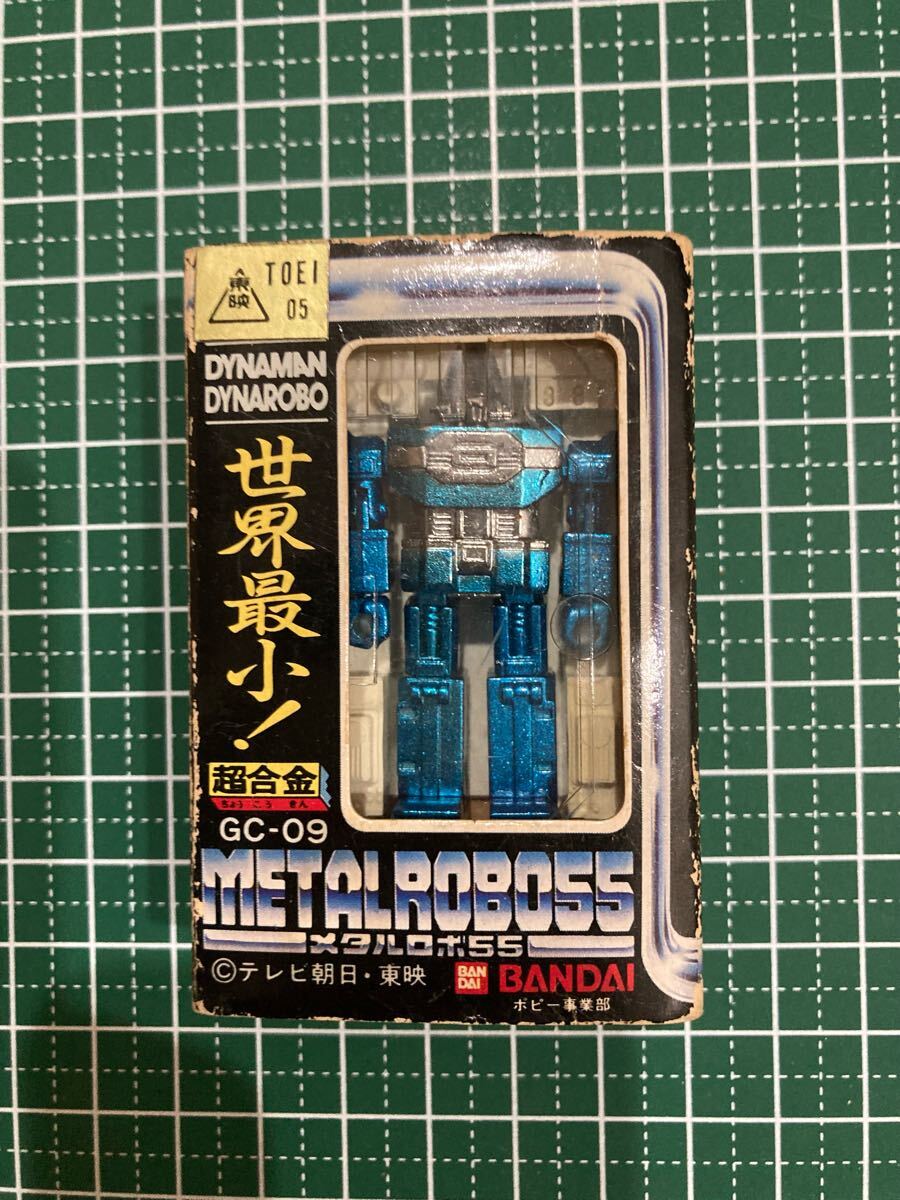 東映
TOEI
05
DYNAMAN
DYNAROBO
世界最小!
超合金
ちょうごうきん
GC-09
METALROBO55
メタルロボ55
©テレビ朝日・東映
BAN
DAI
BANDAI
ポピー事業部